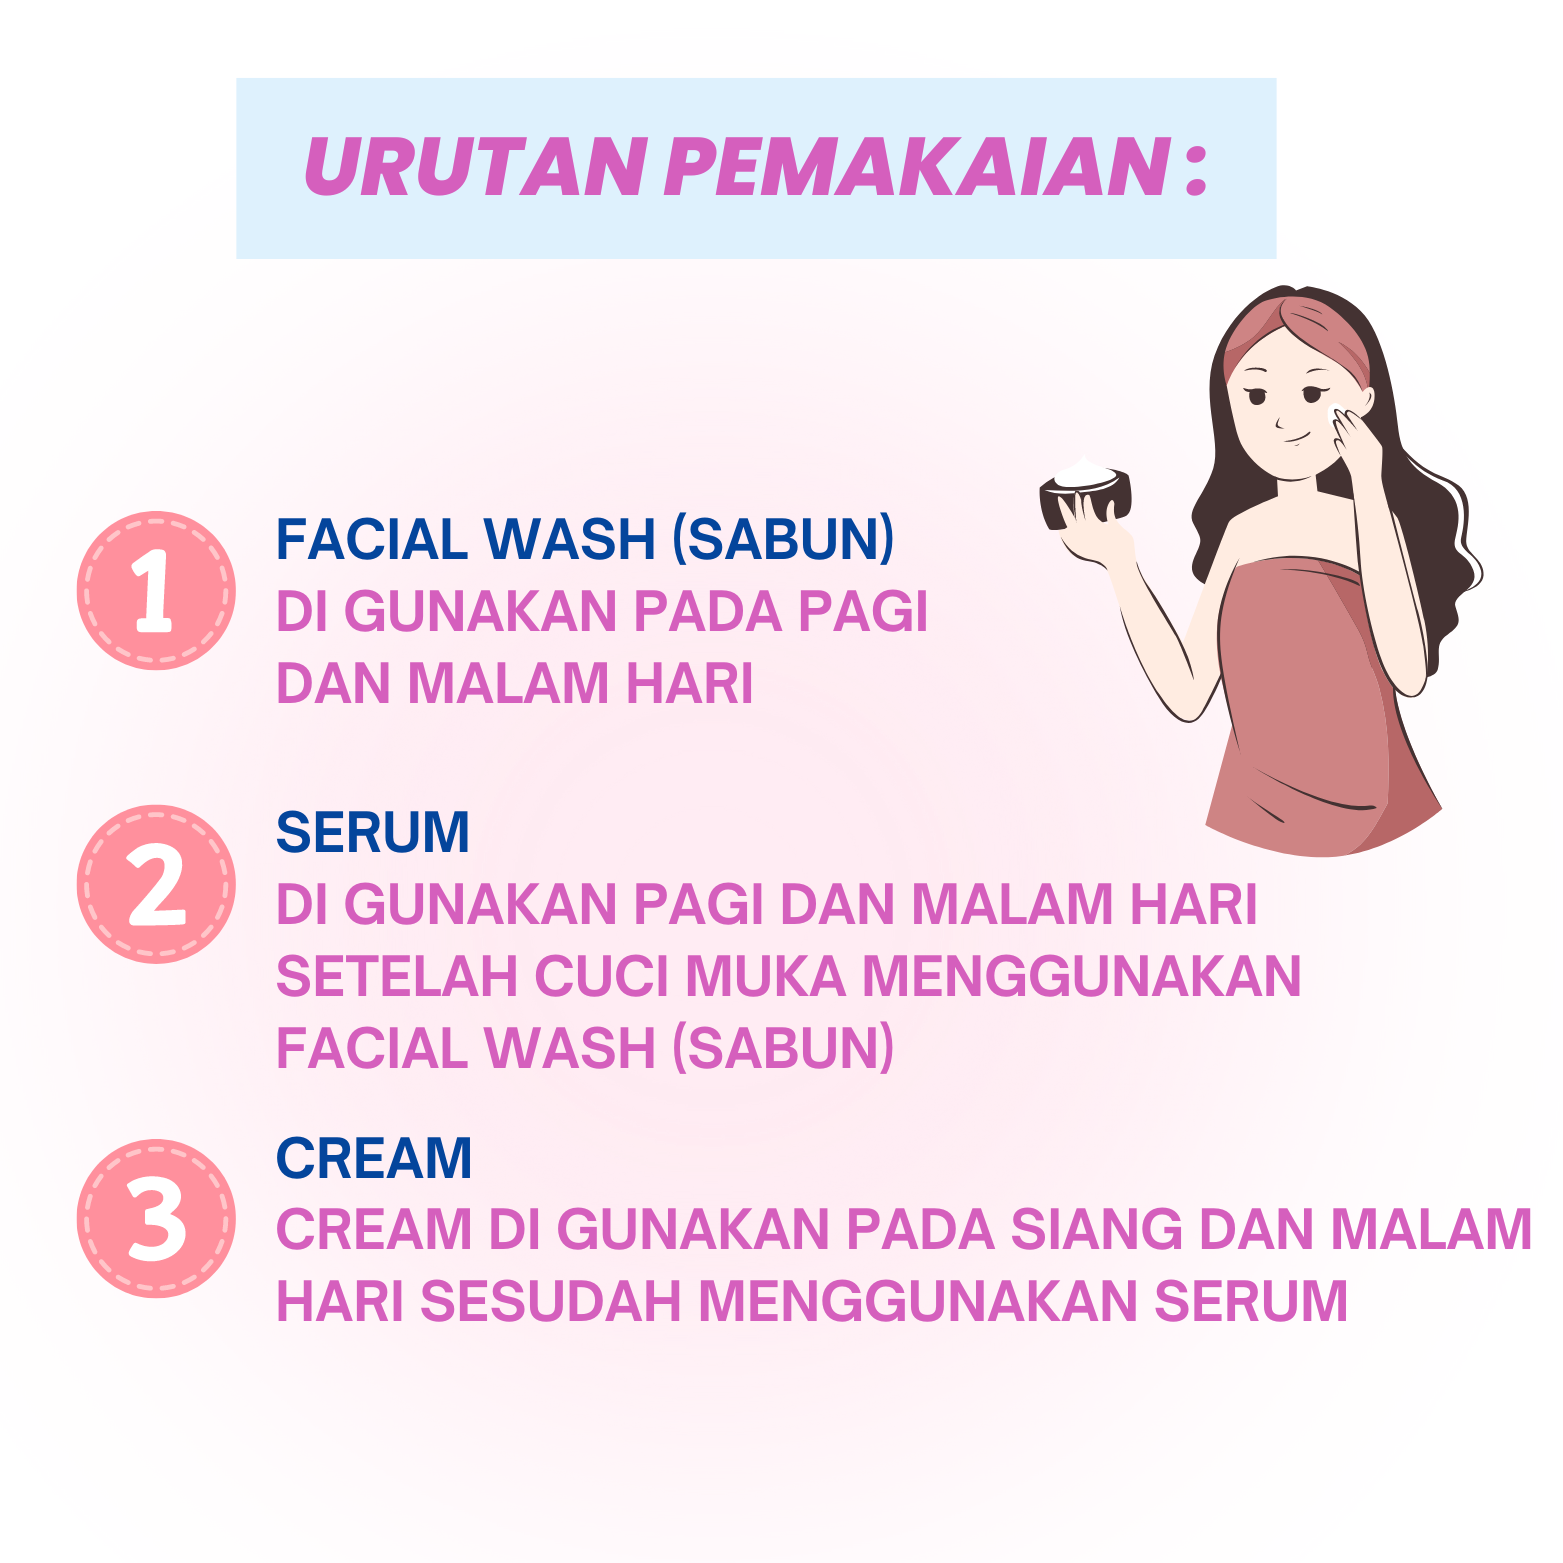 URUTAN PEMAKAIAN :
1
FACIAL WASH (SABUN)
DI GUNAKAN PADA PAGI
DAN MALAM HARI
2
SERUM
DI GUNAKAN PAGI DAN MALAM HARI
SETELAH CUCI MUKA MENGGUNAKAN
FACIAL WASH (SABUN)
3
CREAM
CREAM DI GUNAKAN PADA SIANG DAN MALAM
HARI SESUDAH MENGGUNAKAN SERUM